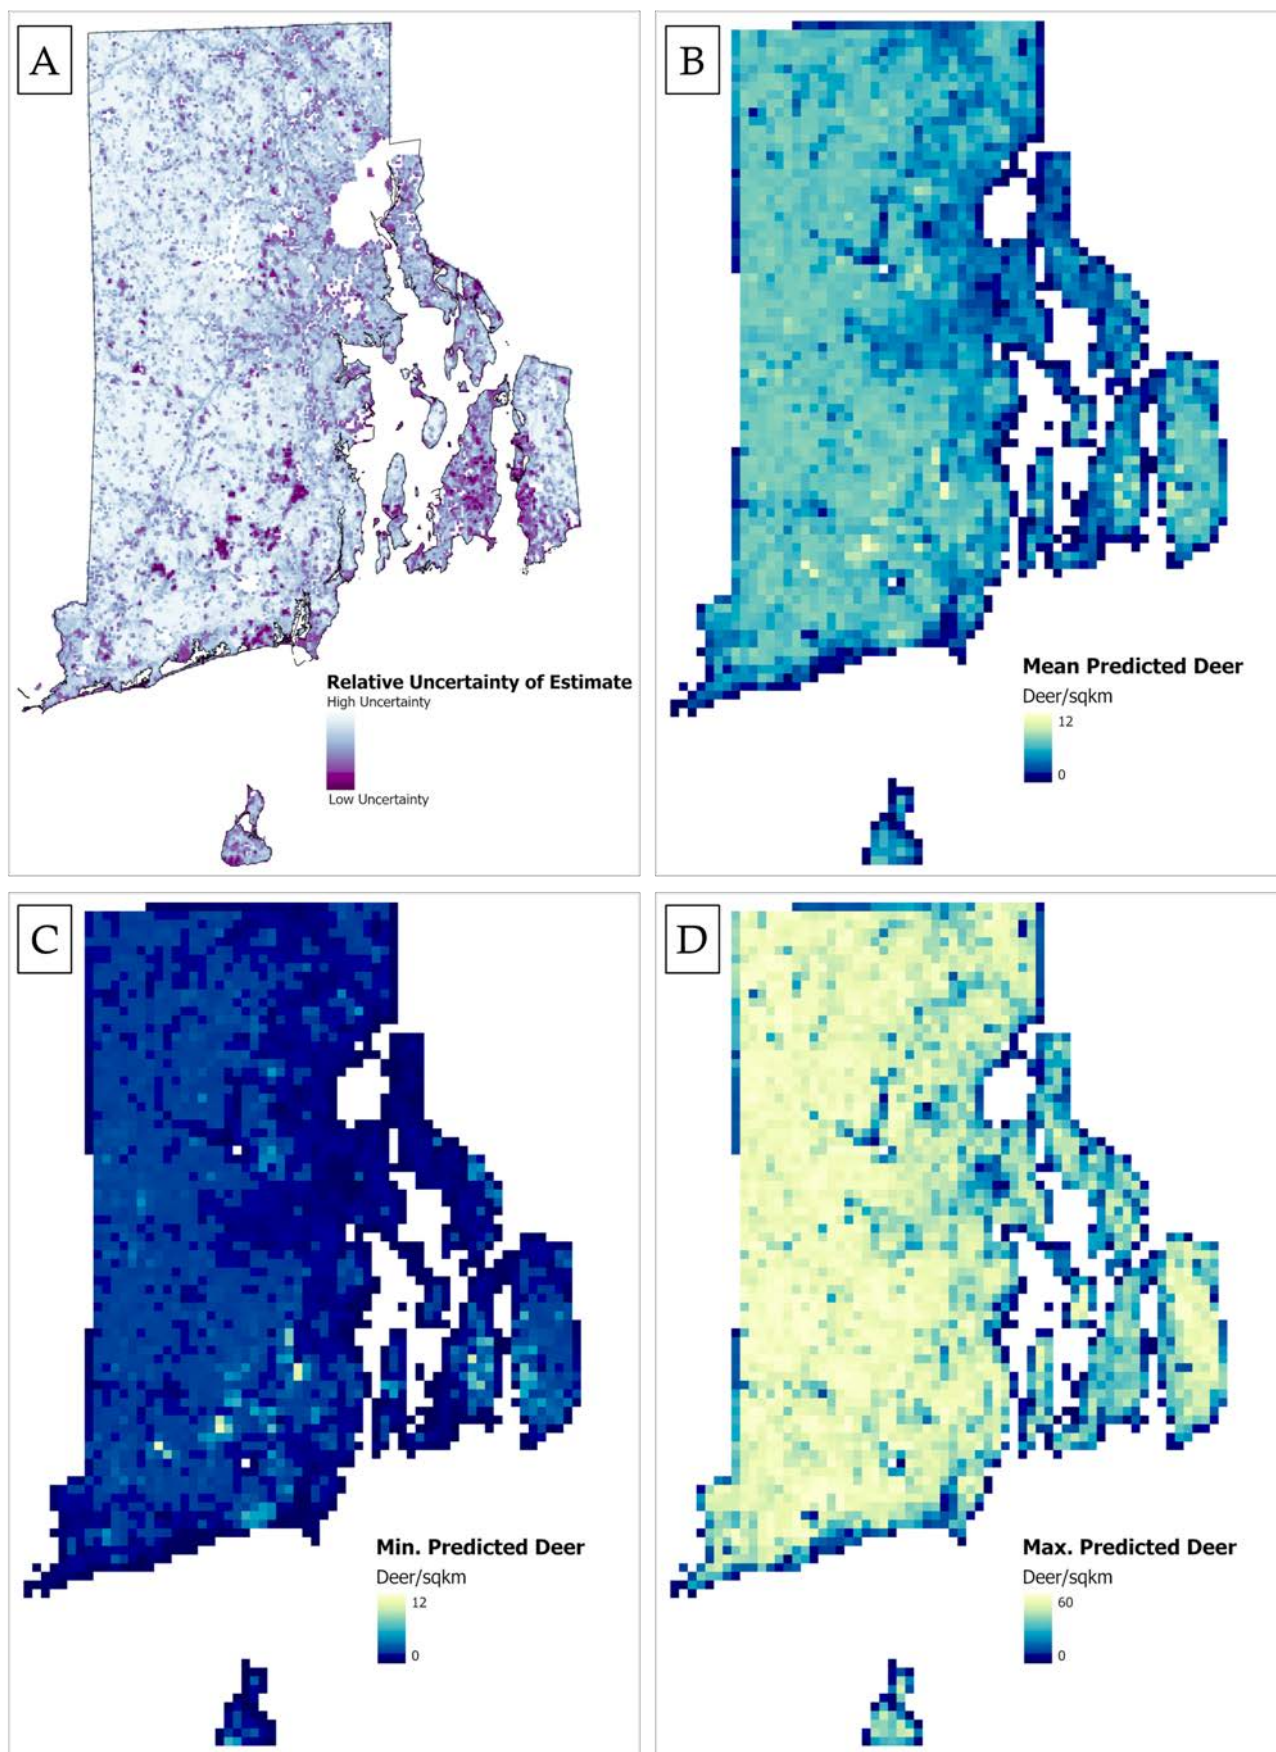 A
Relative Uncertainty of Estimate
High Uncertainty
Low Uncertainty
B
Mean Predicted Deer
Deer/sqkm
12
0
C
Min. Predicted Deer
Deer/sqkm
12
0
D
Max. Predicted Deer
Deer/sqkm
60
0